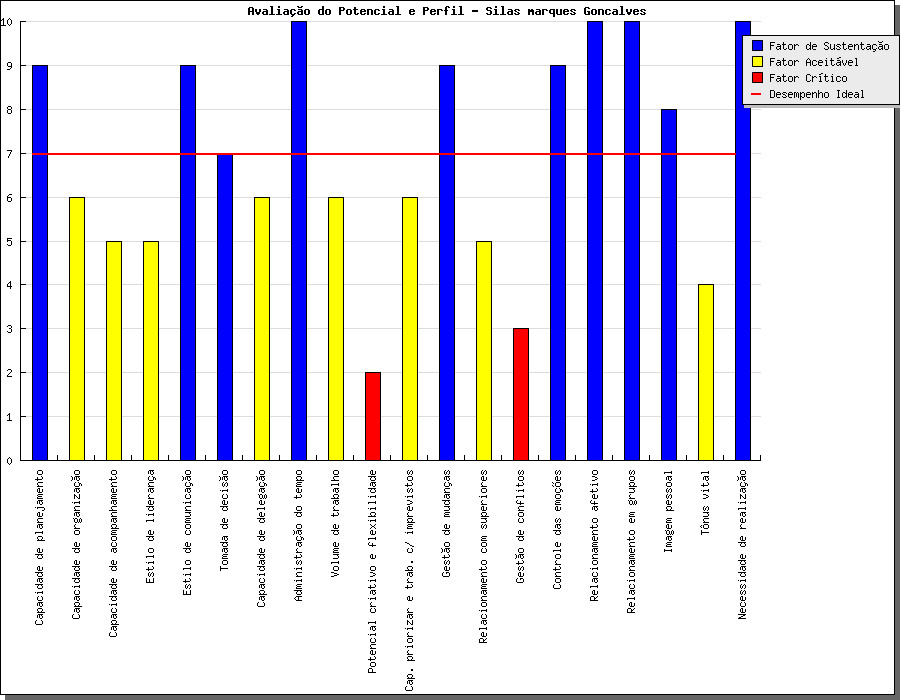 Avaliação do Potencial e Perfil - Silas marques Goncalves
10
9
8
7
6
5
4
3
2
1
0
Fator de Sustentação
Fator Aceitável
Fator Crítico
Desempenho Ideal
Capacidade de planejamento
Capacidade de organização
Capacidade de acompanhamento
Estilo de liderança
Estilo de comunicação
Tomada de decisão
Capacidade de delegação
Administração do tempo
Volume de trabalho
Potencial criativo e flexibilidade
Cap. priorizar e trab. c/ imprevistos
Gestão de mudanças
Relacionamento com superiores
Gestão de conflitos
Controle das emoções
Relacionamento afetivo
Relacionamento em grupos
Imagem pessoal
Tônus vital
Necessidade de realização